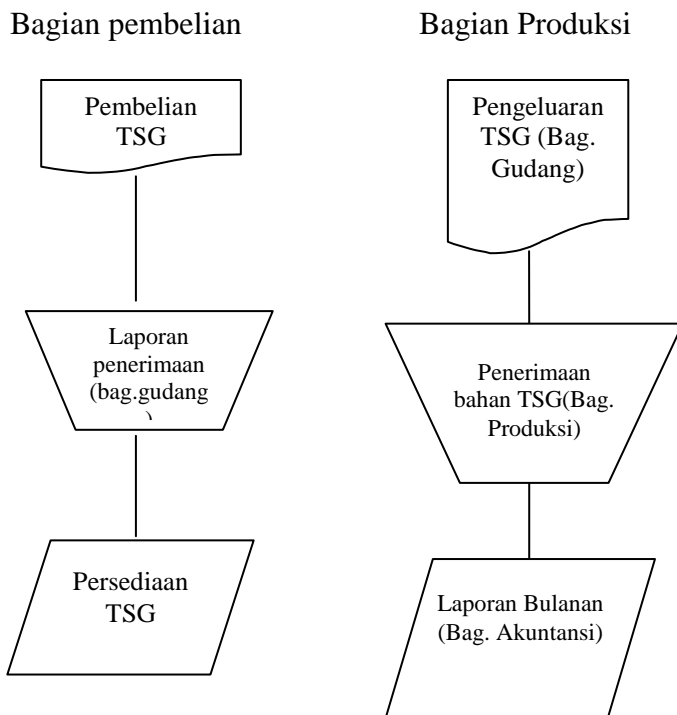 Bagian pembelian
Pembelian
TSG
Laporan
penerimaan
(bag.gudang
)
Persediaan
TSG
Bagian Produksi
Pengeluaran
TSG (Bag.
Gudang)
Penerimaan
bahan TSG(Bag.
Produksi)
Laporan Bulanan
(Bag. Akuntansi)